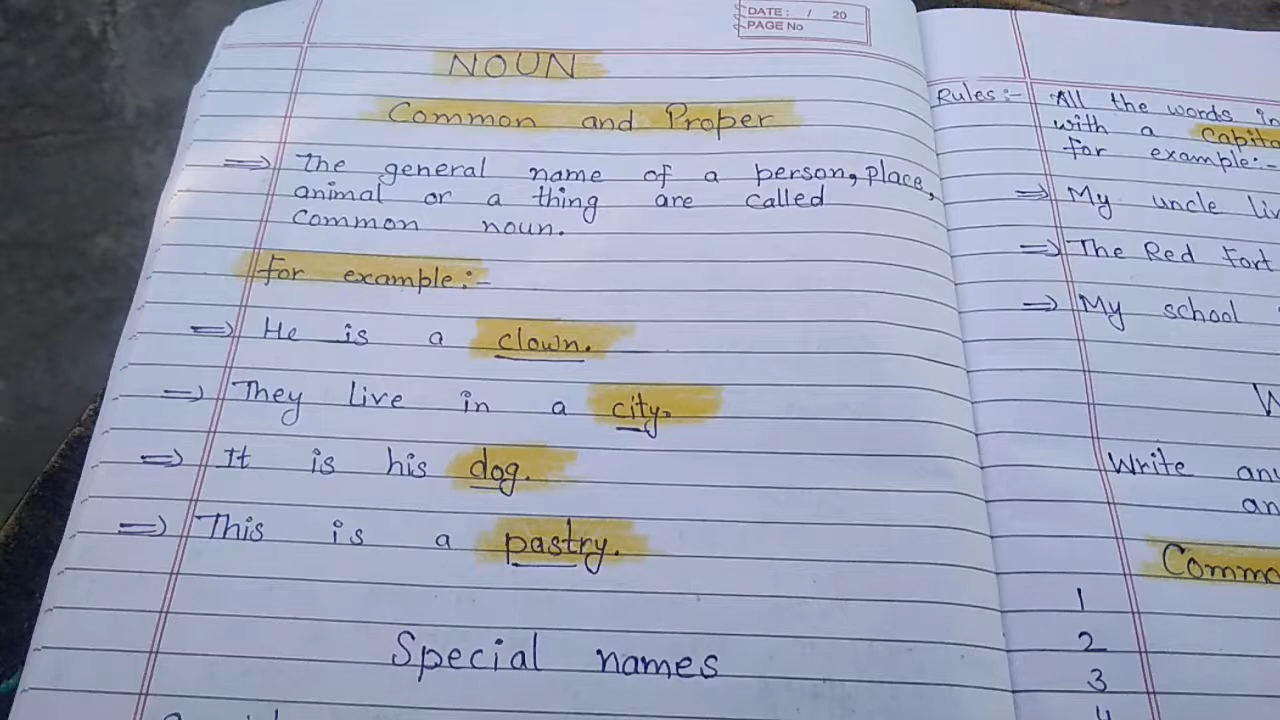 DATE: / 20
PAGE No
NOUN
Common and Proper
⇒ The general name of a person, place,
animal or a thing are called
common noun.
For example:-
⇒ He is a clown.
⇒ They live in a city.
⇒ It is his dog.
⇒ This is a pastry.
Special names
Rules:- All the words in
with a
for example:-
⇒ My uncle
⇒ The Red Fort
⇒ My school
Write
1
2
3
4